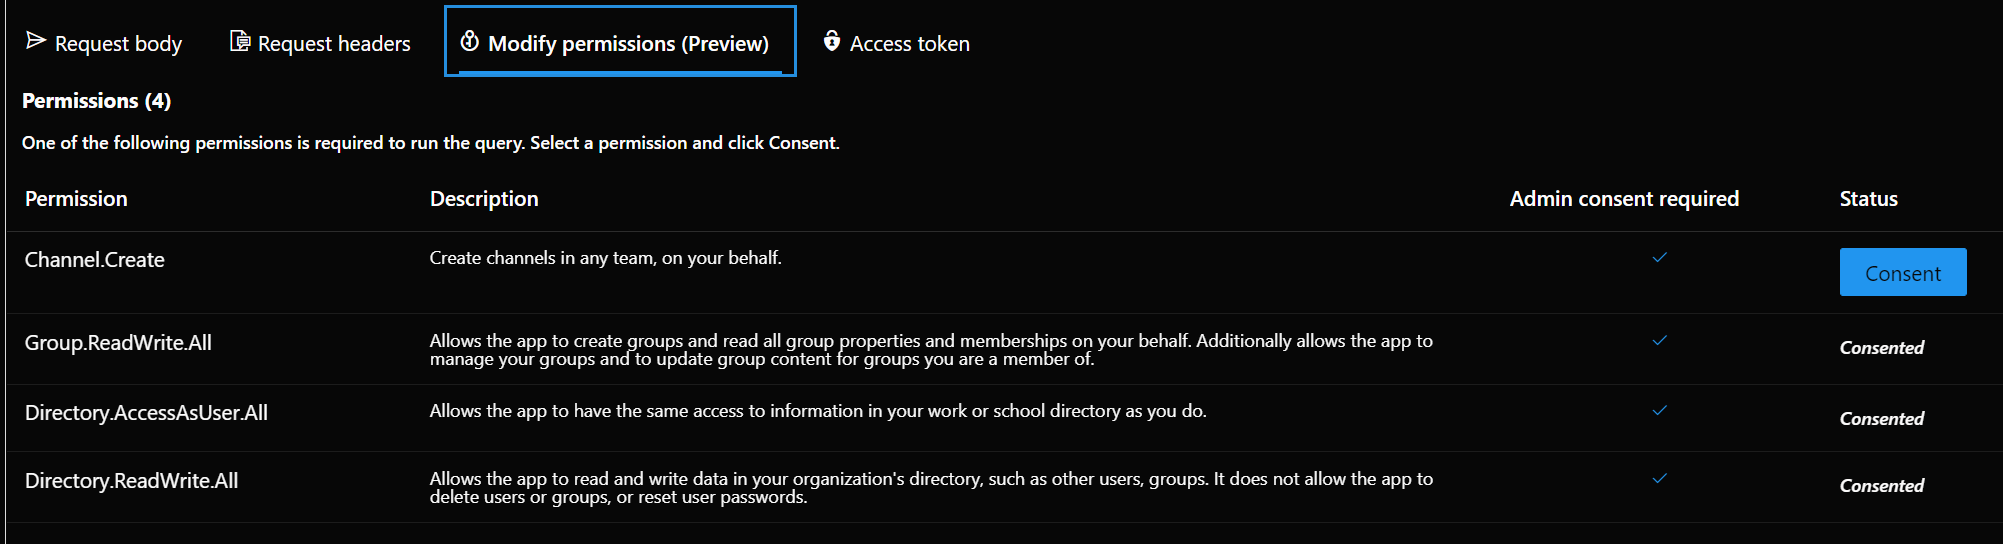 Request body Request headers Modify permissions (Preview) Access token
Permissions (4)
One of the following permissions is required to run the query. Select a permission and click Consent.
Permission Description Admin consent required Status
Channel.Create Create channels in any team, on your behalf. Consent
Group.ReadWrite.All Allows the app to create groups and read all group properties and memberships on your behalf. Additionally allows the app to
manage your groups and to update group content for groups you are a member of. Consented
Directory.AccessAsUser.All Allows the app to have the same access to information in your work or school directory as you do. Consented
Directory.ReadWrite.All Allows the app to read and write data in your organization's directory, such as other users, groups. It does not allow the app to
delete users or groups, or reset user passwords. Consented